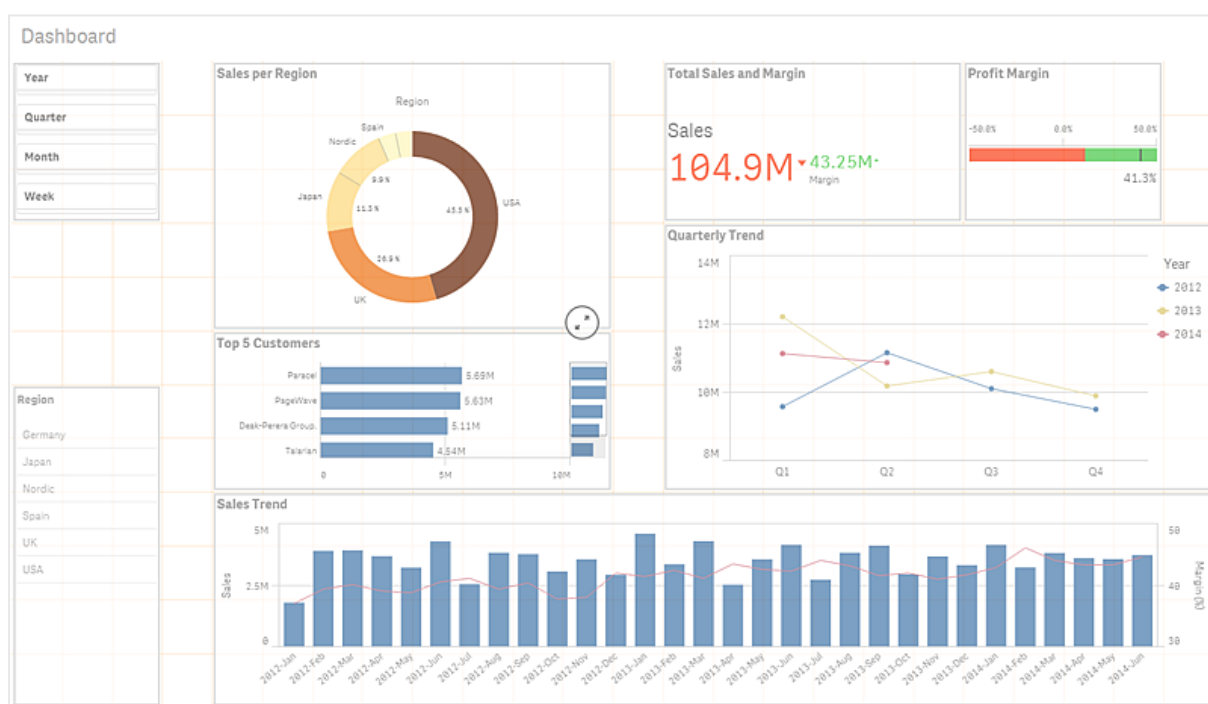 Dashboard
Year
Quarter
Month
Week
Region
Germany
Japan
Nordic
Spain
UK
USA
Sales per Region
Region
Spain
Nordic
Japan
UK
USA
9.9%
11.3%
26.9%
45.5%
Top 5 Customers
Paracel
5.69M
PageWave
5.63M
Desk-Perera Group.
5.11M
Talarian
4.54M
0
5M
10M
Total Sales and Margin
Sales
104.9M
43.25M
Margin
Profit Margin
-50.0%
0.0%
50.0%
41.3%
Quarterly Trend
14M
12M
10M
8M
Sales
Q1
Q2
Q3
Q4
Year
2012
2013
2014
Sales Trend
5M
2.5M
0
Sales
50
40
30
Margin (%)
2012-Jan
2012-Feb
2012-Mar
2012-Apr
2012-May
2012-Jun
2012-Jul
2012-Aug
2012-Sep
2012-Oct
2012-Nov
2012-Dec
2013-Jan
2013-Feb
2013-Mar
2013-Apr
2013-May
2013-Jun
2013-Jul
2013-Aug
2013-Sep
2013-Oct
2013-Nov
2013-Dec
2014-Jan
2014-Feb
2014-Mar
2014-Apr
2014-May
2014-Jun